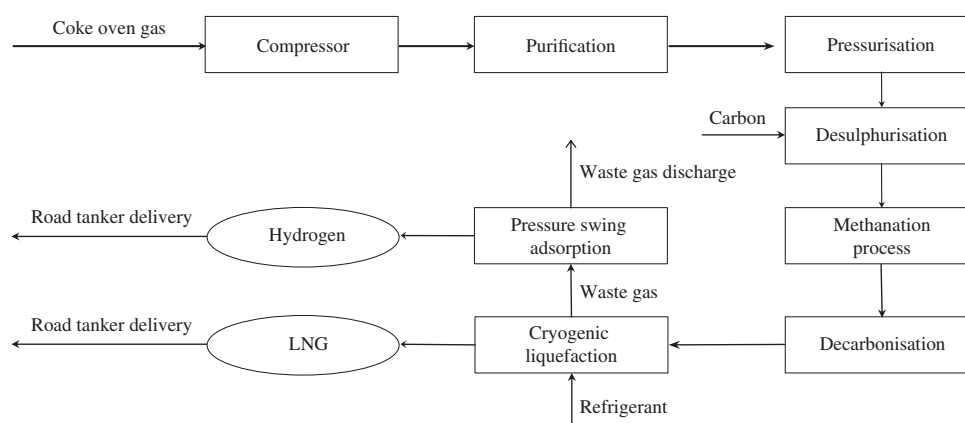 Coke oven gas
Compressor
Purification
Pressurisation
Carbon
Desulphurisation
Waste gas discharge
Road tanker delivery
Hydrogen
Pressure swing
adsorption
Methanation
process
Waste gas
Road tanker delivery
LNG
Cryogenic
liquefaction
Decarbonisation
Refrigerant